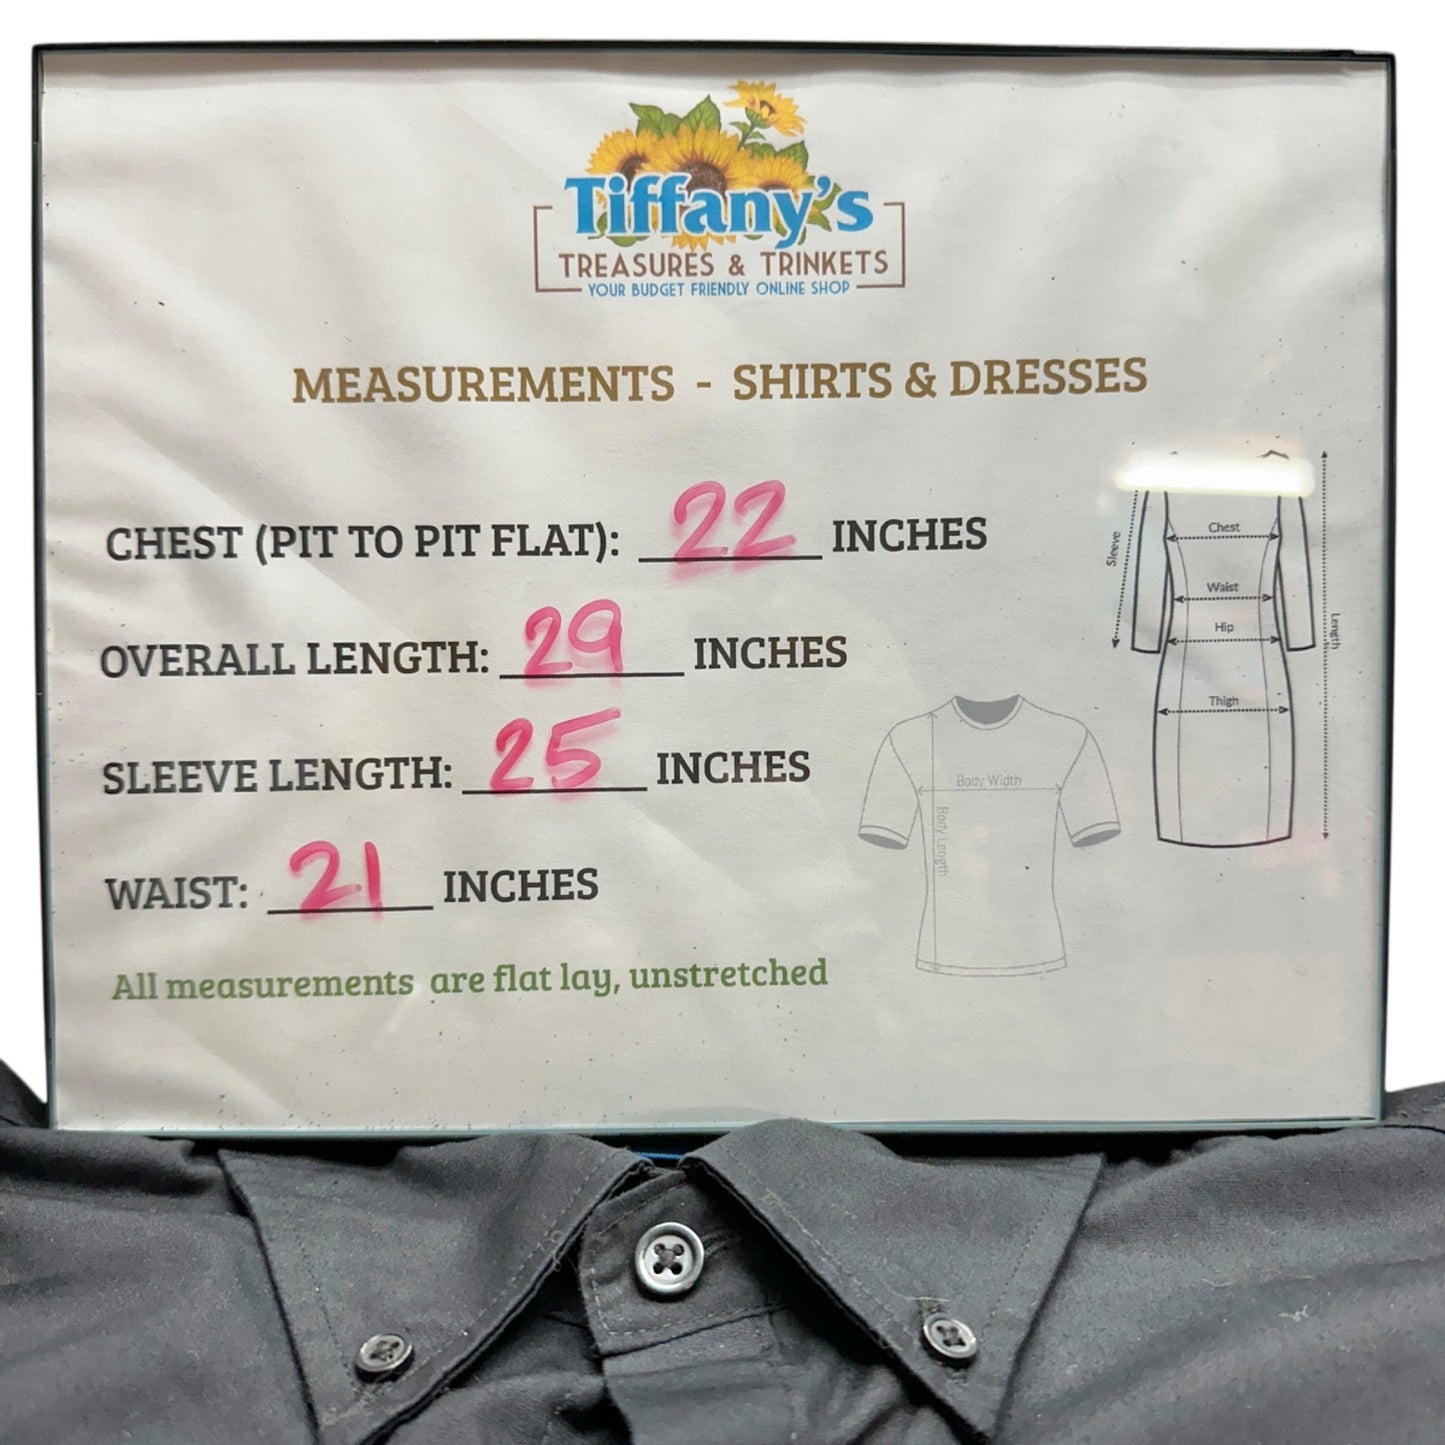 Tiffany's
TREASURES & TRINKETS
YOUR BUDGET FRIENDLY ONLINE SHOP
MEASUREMENTS - SHIRTS & DRESSES
CHEST (PIT TO PIT FLAT): 22 INCHES
OVERALL LENGTH: 29 INCHES
SLEEVE LENGTH: 25 INCHES
WAIST: 21 INCHES
All measurements are flat lay, unstretched
Sleeve
Chest
Waist
Hip
Thigh
Length
Body Width
Body Length